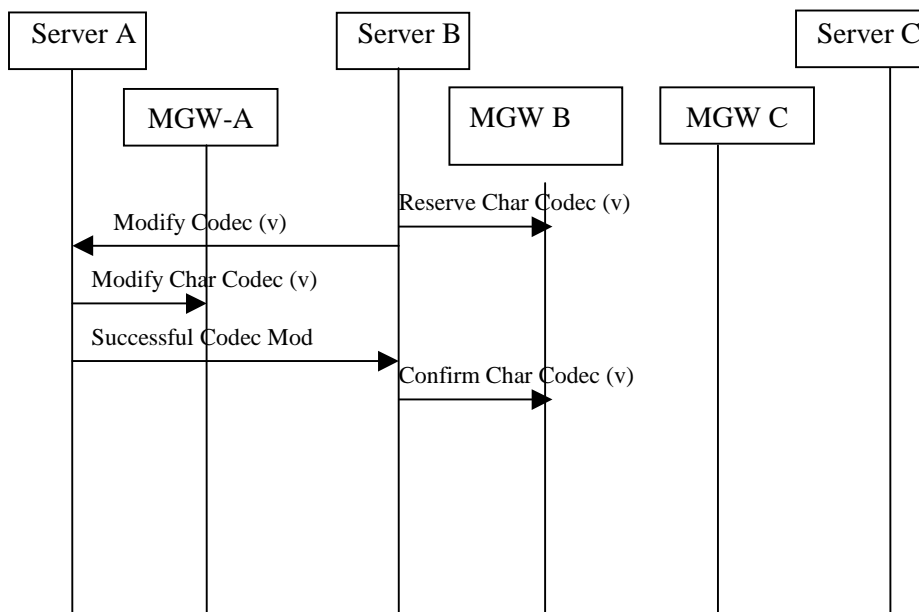 Server A
Server B
Server C
MGW-A
MGW B
MGW C
Reserve Char Codec (v)
Modify Codec (v)
Modify Char Codec (v)
Successful Codec Mod
Confirm Char Codec (v)